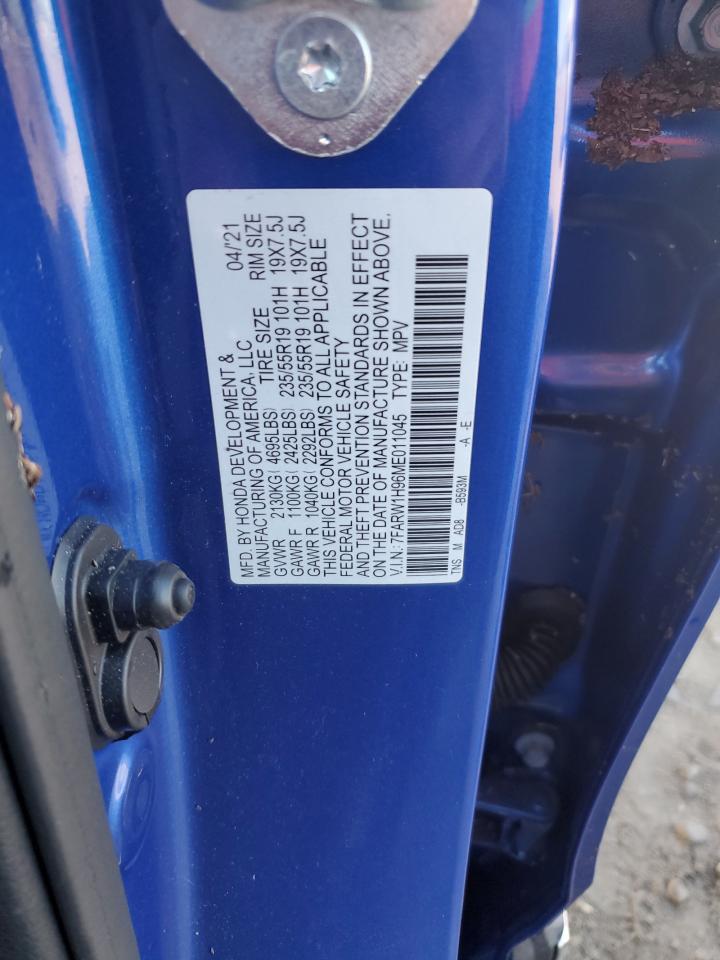 MFD. BY HONDA DEVELOPMENT &
MANUFACTURING OF AMERICA, LLC 04/'21
GVWR 2130KG( 4695LBS) TIRE SIZE RIM SIZE
GAWR F 1100KG( 2425LBS) 235/55R19 101H 19X7.5J
GAWR R 1040KG( 2292LBS) 235/55R19 101H 19X7.5J
THIS VEHICLE CONFORMS TO ALL APPLICABLE
FEDERAL MOTOR VEHICLE SAFETY
AND THEFT PREVENTION STANDARDS IN EFFECT
ON THE DATE OF MANUFACTURE SHOWN ABOVE.
V.I.N.: 7FARW1H96ME011045 TYPE: MPV
TNS M AD8 -B593M -A -E